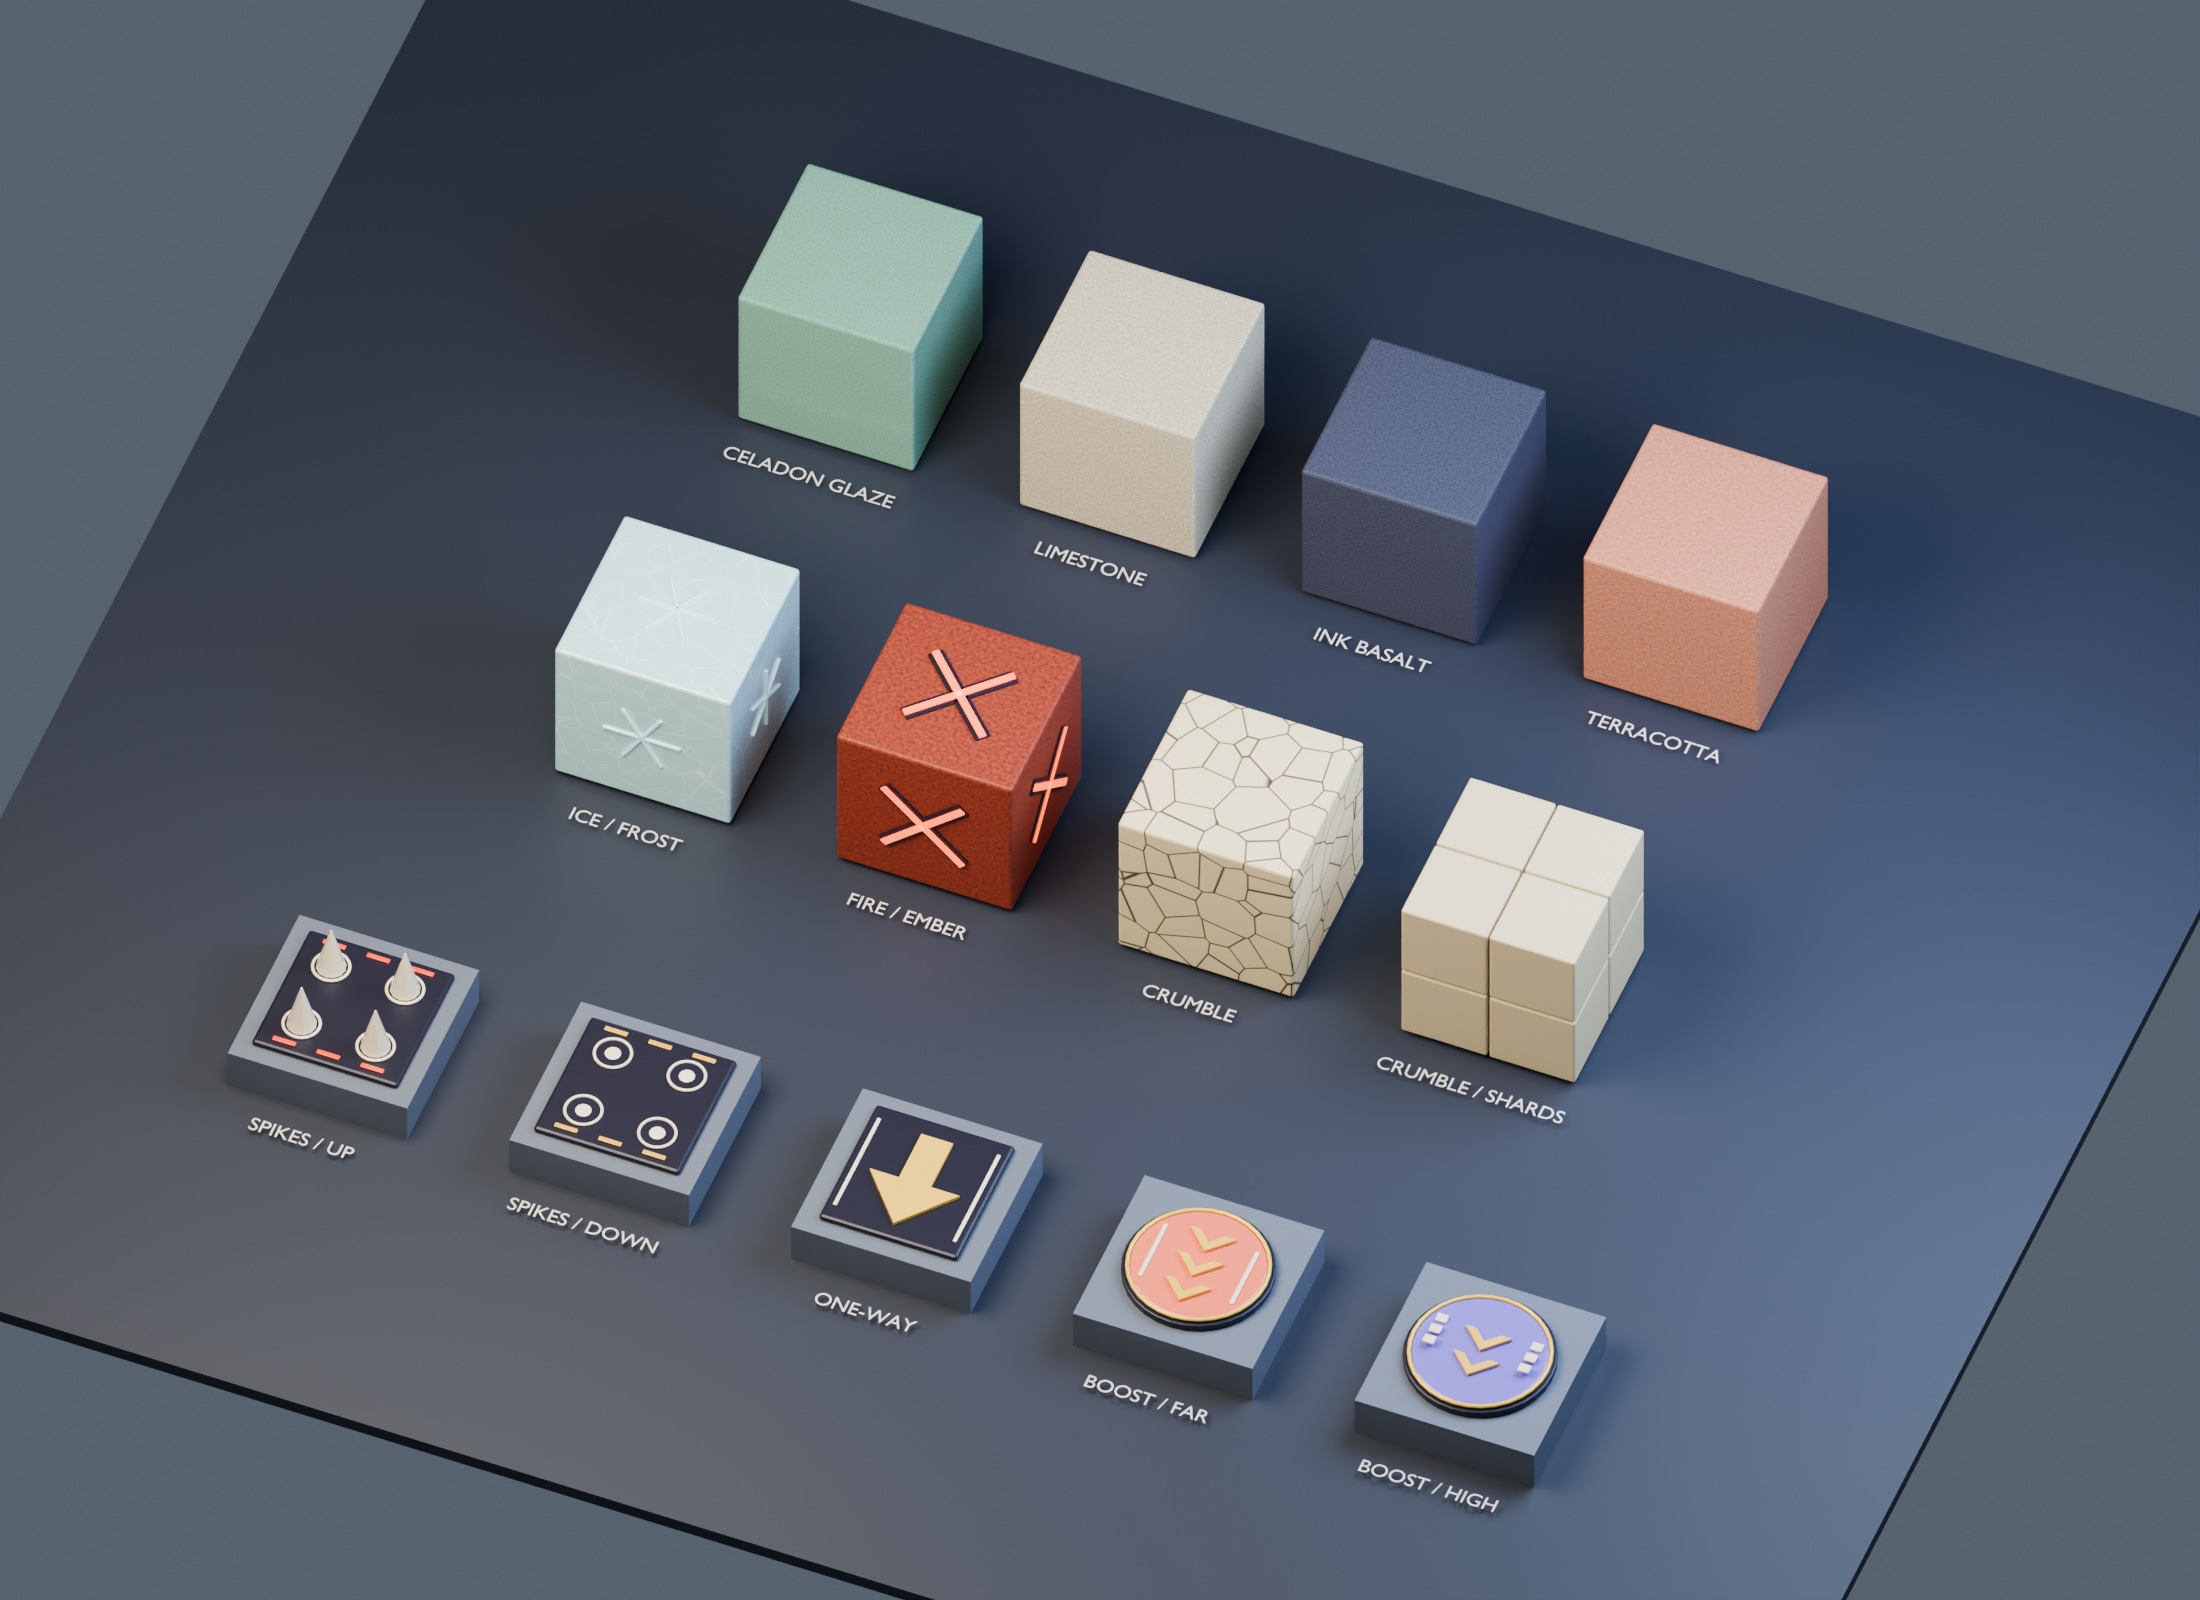 CELADON GLAZE
LIMESTONE
INK BASALT
TERRACOTTA
ICE / FROST
FIRE / EMBER
CRUMBLE
CRUMBLE / SHARDS
SPIKES / UP
SPIKES / DOWN
ONE-WAY
BOOST / FAR
BOOST / HIGH